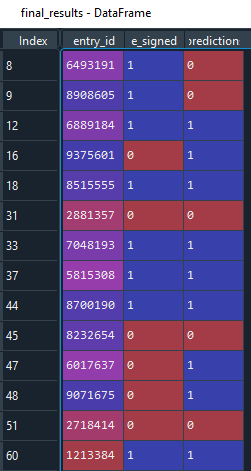 final_results - DataFrame
Index entry_id e_signed prediction
8 6493191 1 0
9 8908605 1 0
12 6889184 1 1
16 9375601 0 1
18 8515555 1 1
31 2881357 0 0
33 7048193 1 1
37 5815308 1 1
44 8700190 1 1
45 8232654 0 0
47 6017637 0 1
48 9071675 0 1
51 2718414 0 0
60 1213384 1 1